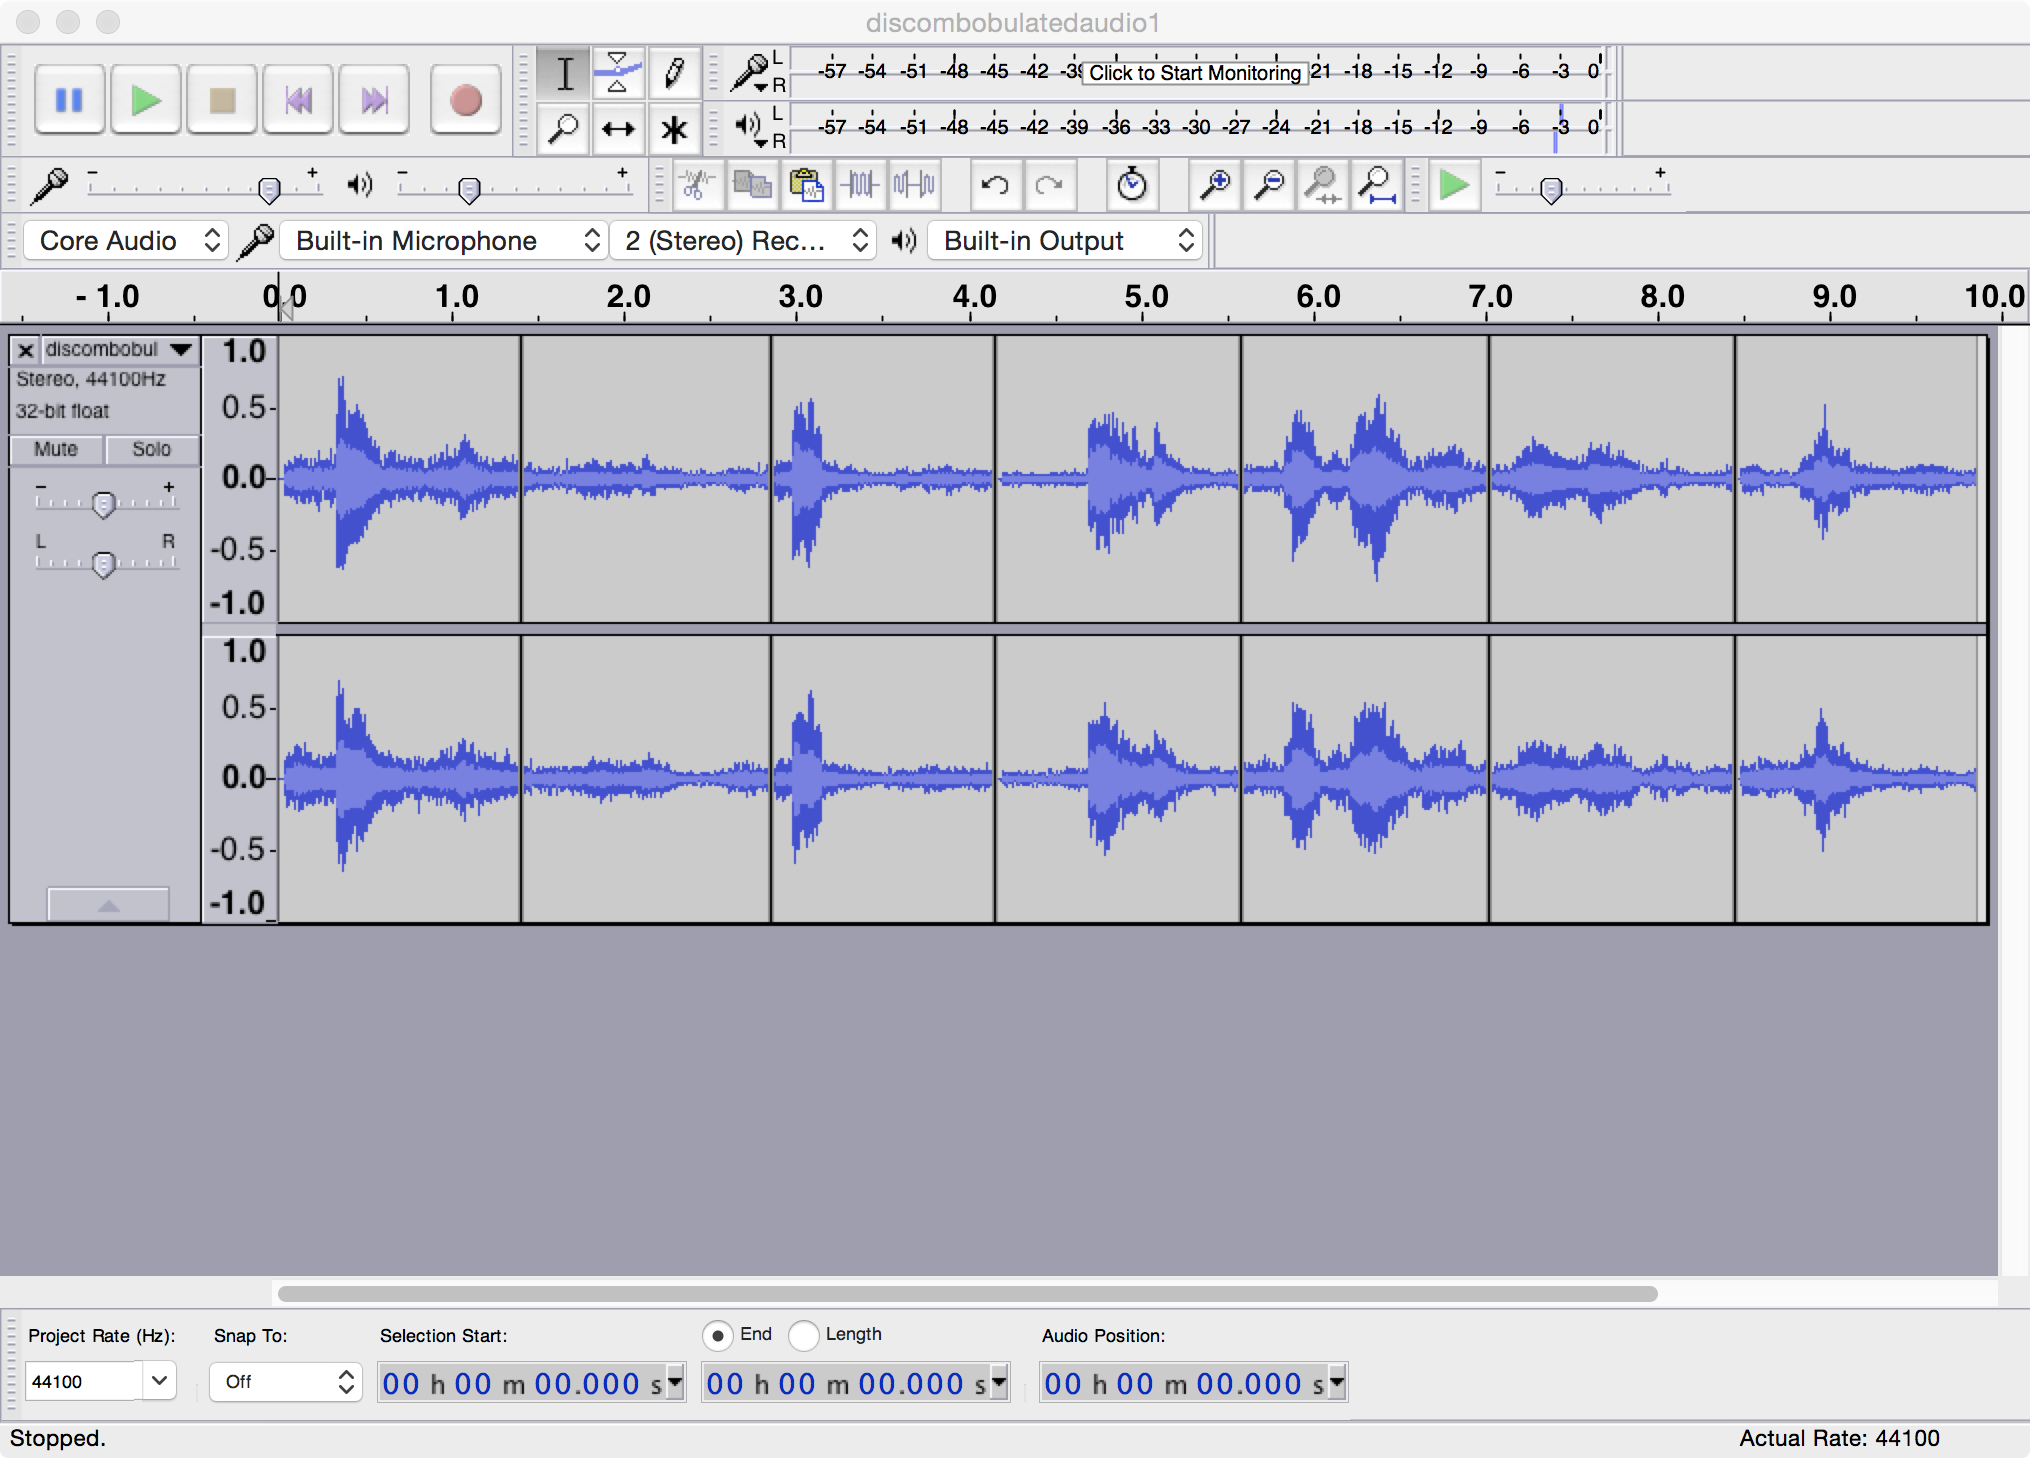 discombobulatedaudio1
L
R
-57 -54 -51 -48 -45 -42 -39 Click to Start Monitoring 21 -18 -15 -12 -9 -6 -3 0
L
R
-57 -54 -51 -48 -45 -42 -39 -36 -33 -30 -27 -24 -21 -18 -15 -12 -9 -6 -3 0
- + - + - +
Core Audio Built-in Microphone 2 (Stereo) Rec... Built-in Output
- 1.0 0.0 1.0 2.0 3.0 4.0 5.0 6.0 7.0 8.0 9.0 10.0
x discombobul 1.0
Stereo, 44100Hz
32-bit float 0.5-
Mute Solo
0.0-
- +
L R
-0.5-
-1.0
1.0
0.5-
0.0-
-0.5-
-1.0
Project Rate (Hz): Snap To: Selection Start: End Length Audio Position:
44100 Off 00 h 00 m 00.000 s 00 h 00 m 00.000 s 00 h 00 m 00.000 s
Stopped. Actual Rate: 44100